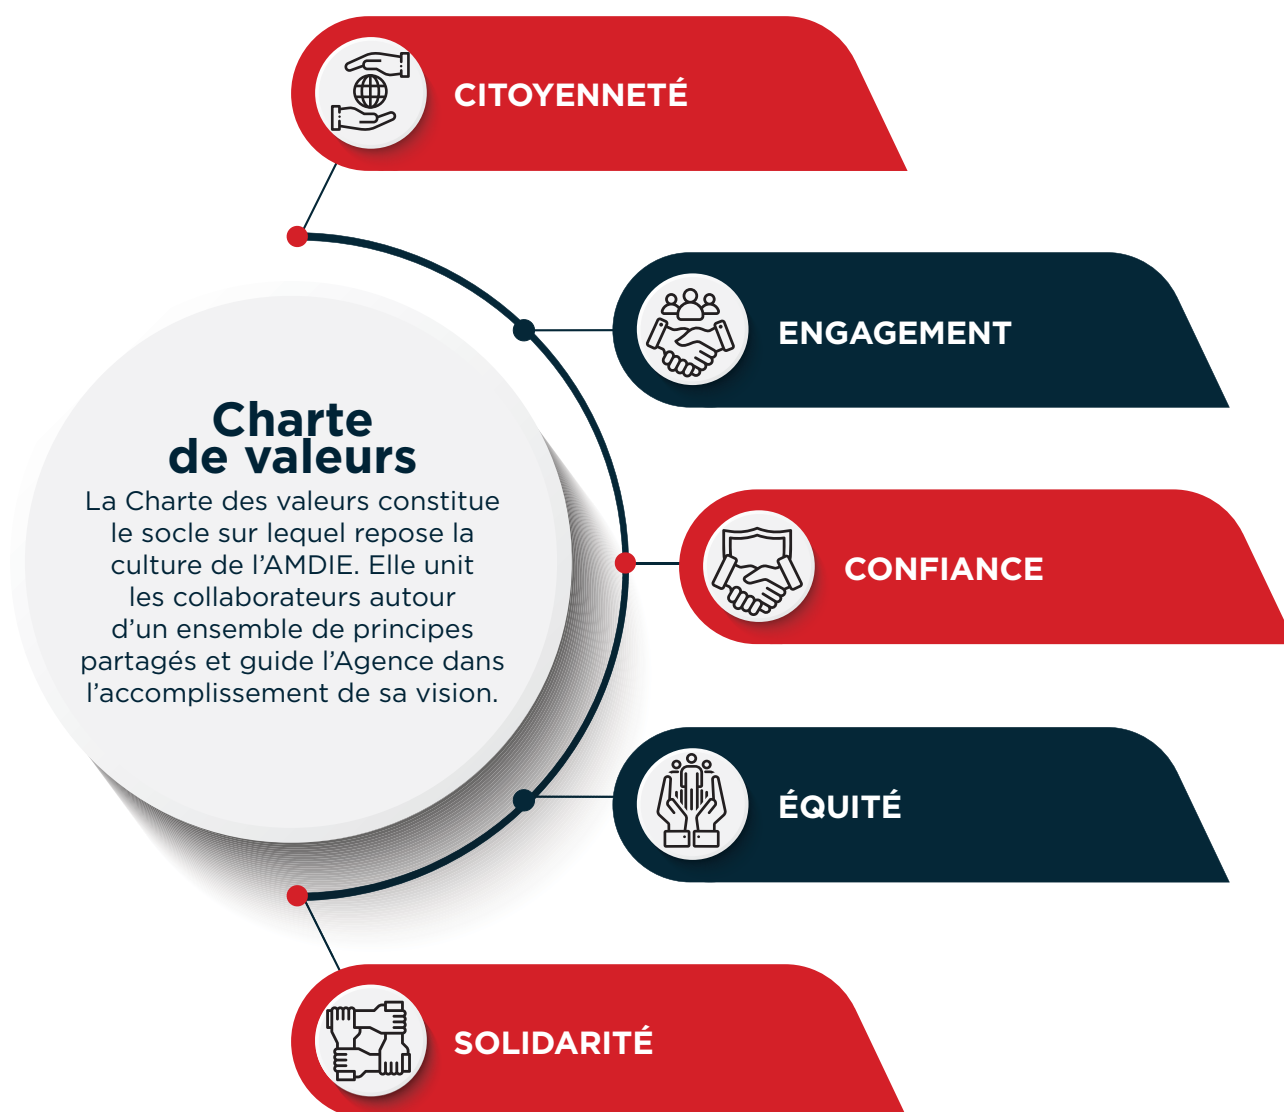 CITOYENNETÉ
ENGAGEMENT
Charte
de valeurs
La Charte des valeurs constitue
le socle sur lequel repose la
culture de l’AMDIE. Elle unit
les collaborateurs autour
d’un ensemble de principes
partagés et guide l’Agence dans
l’accomplissement de sa vision.
CONFIANCE
ÉQUITÉ
SOLIDARITÉ